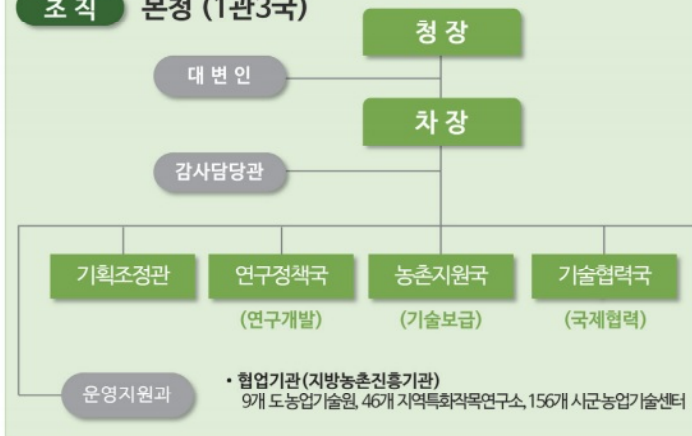 조직 본청 (1관3국)
청 장
대 변 인
차 장
감사담당관
기획조정관 연구정책국 농촌지원국 기술협력국
(연구개발) (기술보급) (국제협력)
운영지원과
• 협업기관(지방농촌진흥기관)
9개 도농업기술원, 46개 지역특화작목연구소, 156개 시군농업기술센터